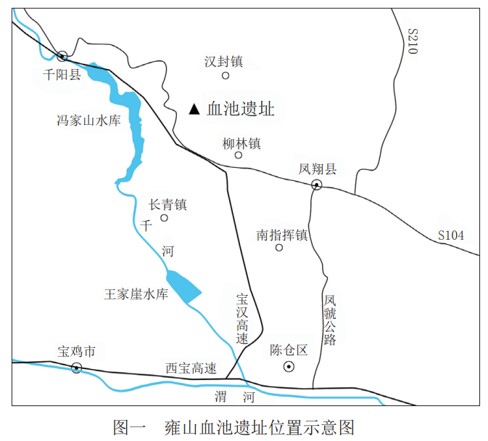 S210
汉封镇
千阳县
▲ 血池遗址
冯家山水库
柳林镇
凤翔县
长青镇
千河
南指挥镇
S104
王家崖水库
宝汉高速
凤虢公路
宝鸡市
西宝高速
陈仓区
渭河
图一 雍山血池遗址位置示意图